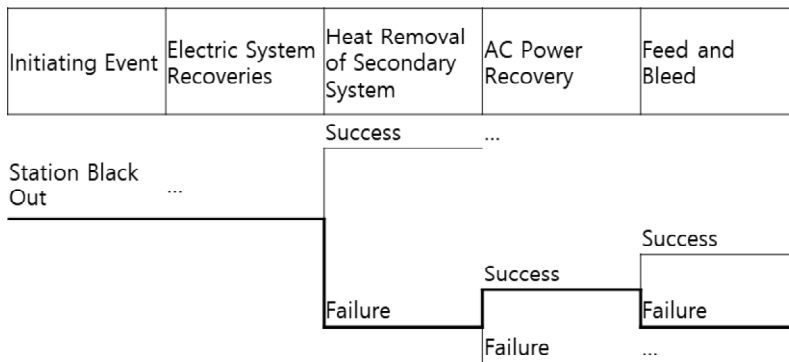 Initiating Event
Electric System
Recoveries
Heat Removal
of Secondary
System
AC Power
Recovery
Feed and
Bleed
Success
...
Station Black
Out
...
Success
Success
Failure
Failure
Failure
...